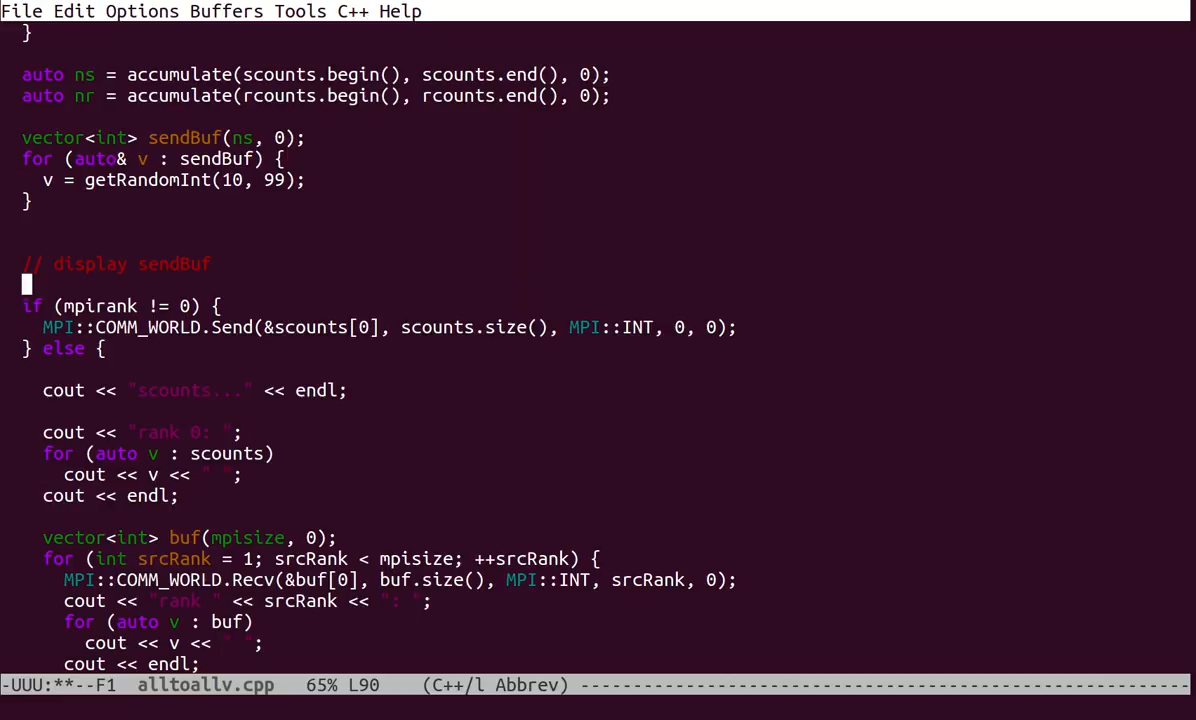 File Edit Options Buffers Tools C++ Help
}
auto ns = accumulate(scounts.begin(), scounts.end(), 0);
auto nr = accumulate(rcounts.begin(), rcounts.end(), 0);
vector<int> sendBuf(ns, 0);
for (auto& v : sendBuf) {
v = getRandomInt(10, 99);
}
// display sendBuf
if (mpirank != 0) {
MPI::COMM_WORLD.Send(&scounts[0], scounts.size(), MPI::INT, 0, 0);
} else {
cout << "scounts..." << endl;
cout << "rank 0: ";
for (auto v : scounts)
cout << v << " ";
cout << endl;
vector<int> buf(mpisize, 0);
for (int srcRank = 1; srcRank < mpisize; ++srcRank) {
MPI::COMM_WORLD.Recv(&buf[0], buf.size(), MPI::INT, srcRank, 0);
cout << "rank " << srcRank << ": ";
for (auto v : buf)
cout << v << " ";
cout << endl;
-UUU:**--F1 alltoallv.cpp 65% L90 (C++/l Abbrev) ----------------------------------------------------------